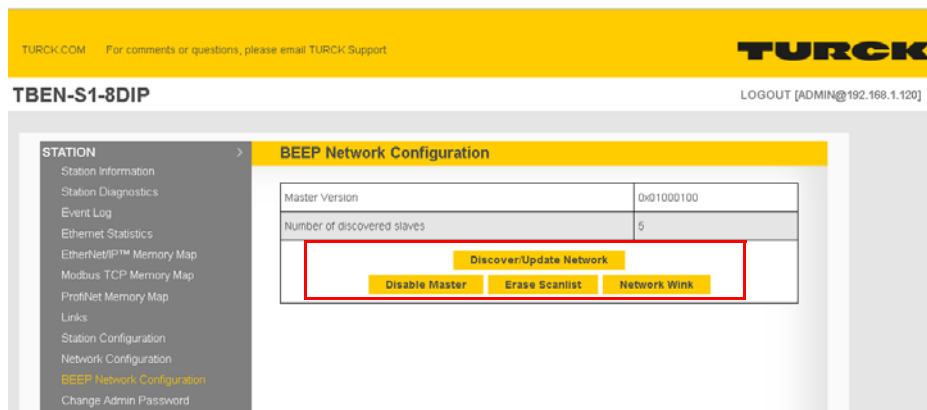 TURCK.COM For comments or questions, please email TURCK Support
TURCK
TBEN-S1-8DIP
LOGOUT [ADMIN@192.168.1.120]
STATION >
Station Information
Station Diagnostics
Event Log
Ethernet Statistics
EtherNet/IP™ Memory Map
Modbus TCP Memory Map
ProfiNet Memory Map
Links
Station Configuration
Network Configuration
BEEP Network Configuration
Change Admin Password
BEEP Network Configuration
Master Version 0x01000100
Number of discovered slaves 5
Discover/Update Network
Disable Master Erase Scanlist Network Wink